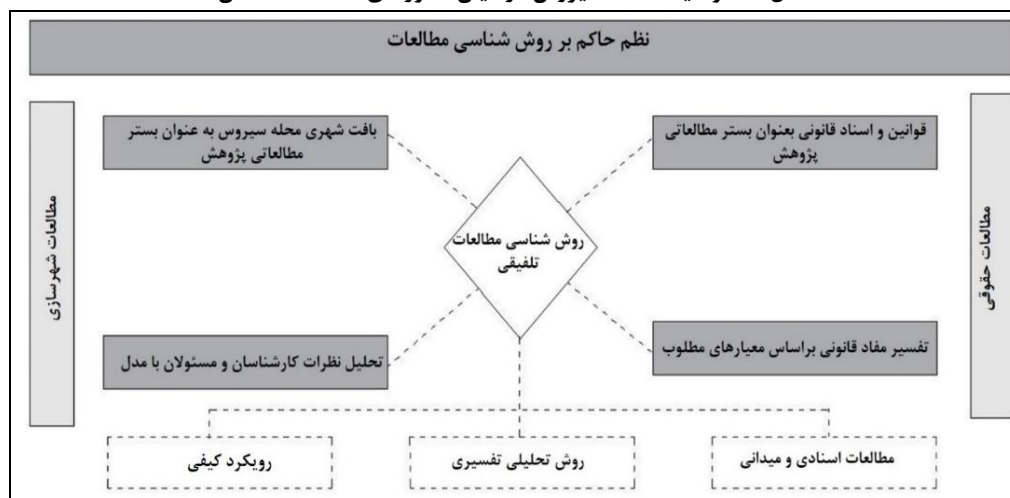 نظم حاکم بر روش شناسی مطالعات
مطالعات حقوقی
قوانین و اسناد قانونی بعنوان بستر مطالعاتی
پژوهش
بافت شهری محله سیروس به عنوان بستر
مطالعاتی پژوهش
مطالعات شهرسازی
روش شناسی مطالعات
تلفیقی
تفسیر مفاد قانونی براساس معیارهای مطلوب
تحلیل نظرات کارشناسان و مسئولان با مدل
مطالعات اسنادی و میدانی
روش تحلیلی تفسیری
رویکرد کیفی